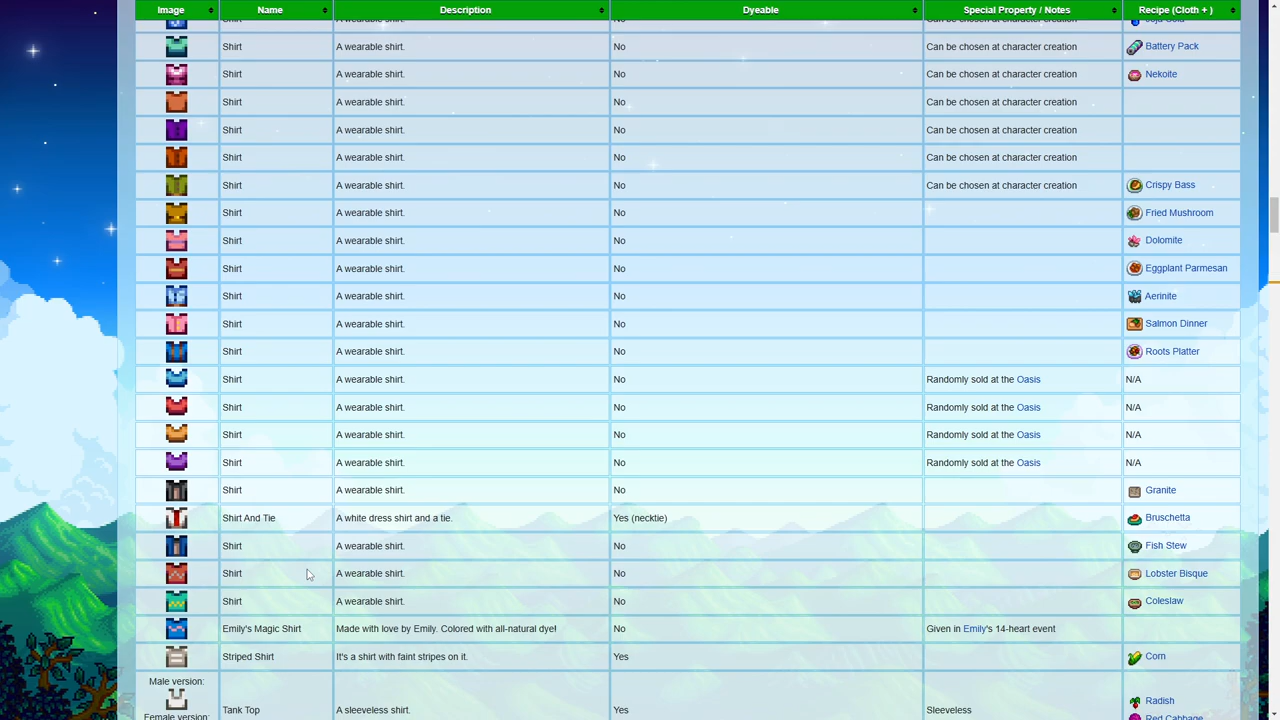 Image Name Description Dyeable Special Property / Notes Recipe (Cloth + )
Shirt A wearable shirt. No Can be chosen at character creation Battery Pack
Shirt A wearable shirt. No Can be chosen at character creation Nekoite
Shirt A wearable shirt. No Can be chosen at character creation
Shirt A wearable shirt. No Can be chosen at character creation
Shirt A wearable shirt. No Can be chosen at character creation
Shirt A wearable shirt. No Can be chosen at character creation Crispy Bass
Shirt A wearable shirt. No Fried Mushroom
Shirt A wearable shirt. No Dolomite
Shirt A wearable shirt. No Eggplant Parmesan
Shirt A wearable shirt. No Aerinite
Shirt A wearable shirt. No Salmon Dinner
Shirt A wearable shirt. No Roots Platter
Shirt A wearable shirt. No Randomly sold at the Oasis N/A
Shirt A wearable shirt. No Randomly sold at the Oasis N/A
Shirt A wearable shirt. No Randomly sold at the Oasis N/A
Shirt A wearable shirt. No Randomly sold at the Oasis N/A
Shirt A wearable shirt. No Granite
Shirt And Tie A white dress shirt and a tie. Yes (necktie) Bruschetta
Shirt A wearable shirt. No Fish Stew
Shirt A wearable shirt. No Lobster Bisque
Shirt A wearable shirt. No Coleslaw
Emily's Magic Shirt Made with love by Emily. Colored with all-natural dye! No Given in Emily's 14-heart event
Striped Shirt It's a shirt with faint stripes on it. No Corn
Male version:
Radish
Tank Top A sleeveless shirt. Yes Sleeveless
Female version: Red Cabbage